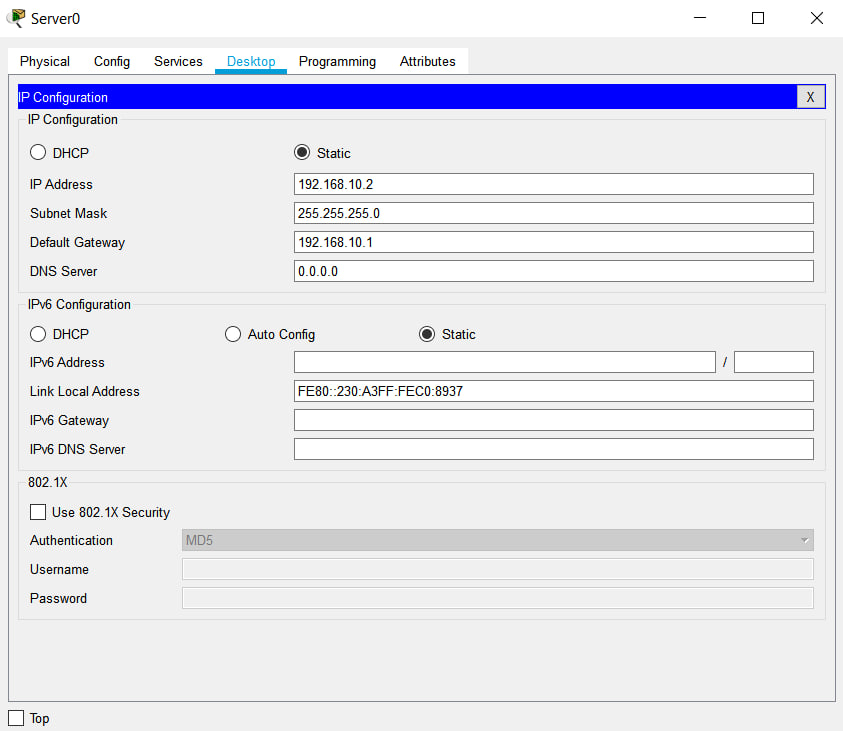 Server0
Physical Config Services Desktop Programming Attributes
IP Configuration X
IP Configuration
DHCP Static
IP Address 192.168.10.2
Subnet Mask 255.255.255.0
Default Gateway 192.168.10.1
DNS Server 0.0.0.0
IPv6 Configuration
DHCP Auto Config Static
IPv6 Address /
Link Local Address FE80::230:A3FF:FEC0:8937
IPv6 Gateway
IPv6 DNS Server
802.1X
Use 802.1X Security
Authentication MD5
Username
Password
Top